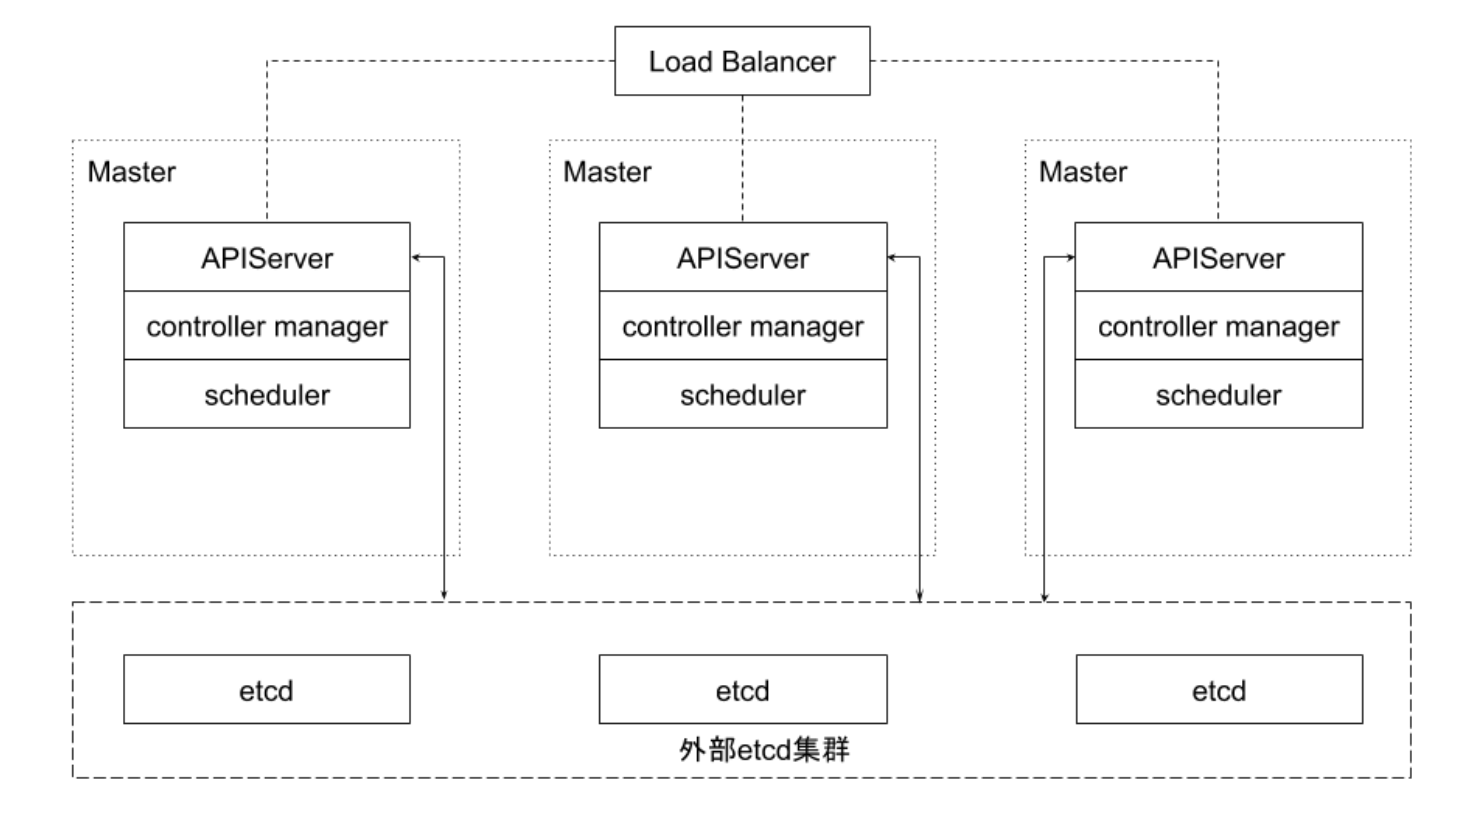 Load Balancer
Master
Master
Master
APIServer
APIServer
APIServer
controller manager
controller manager
controller manager
scheduler
scheduler
scheduler
etcd
etcd
etcd
外部etcd集群